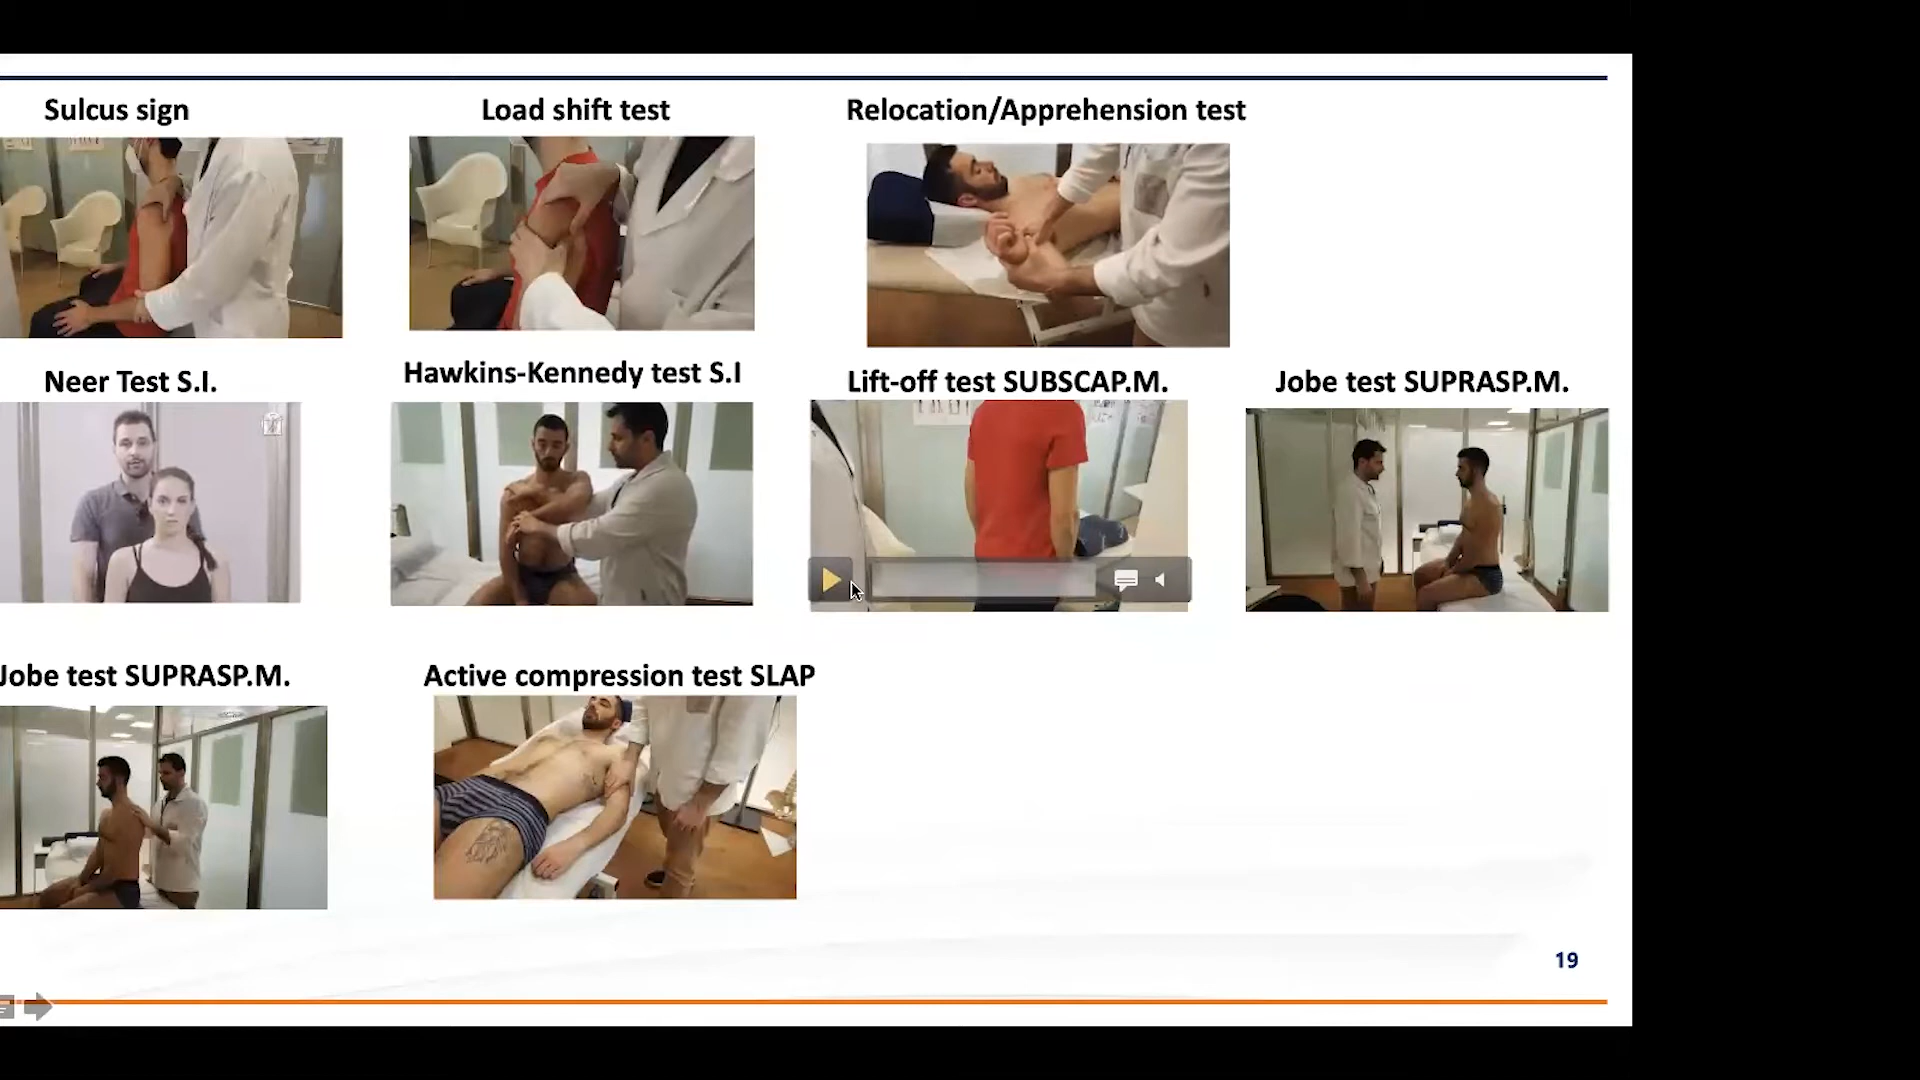 Sulcus sign
Load shift test
Relocation/Apprehension test
Neer Test S.I.
Hawkins-Kennedy test S.I
Lift-off test SUBSCAP.M.
Jobe test SUPRASP.M.
Jobe test SUPRASP.M.
Active compression test SLAP
19